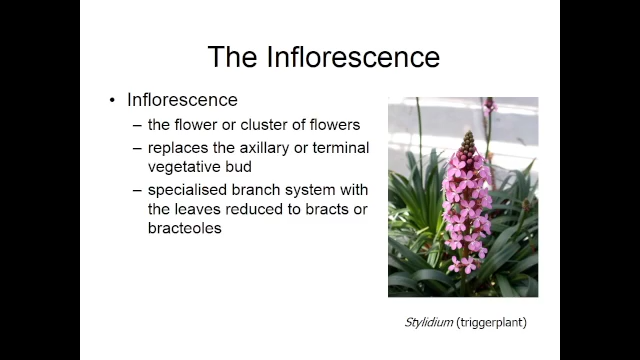 The Inflorescence
• Inflorescence
– the flower or cluster of flowers
– replaces the axillary or terminal
vegetative bud
– specialised branch system with
the leaves reduced to bracts or
bracteoles
Stylidium (triggerplant)